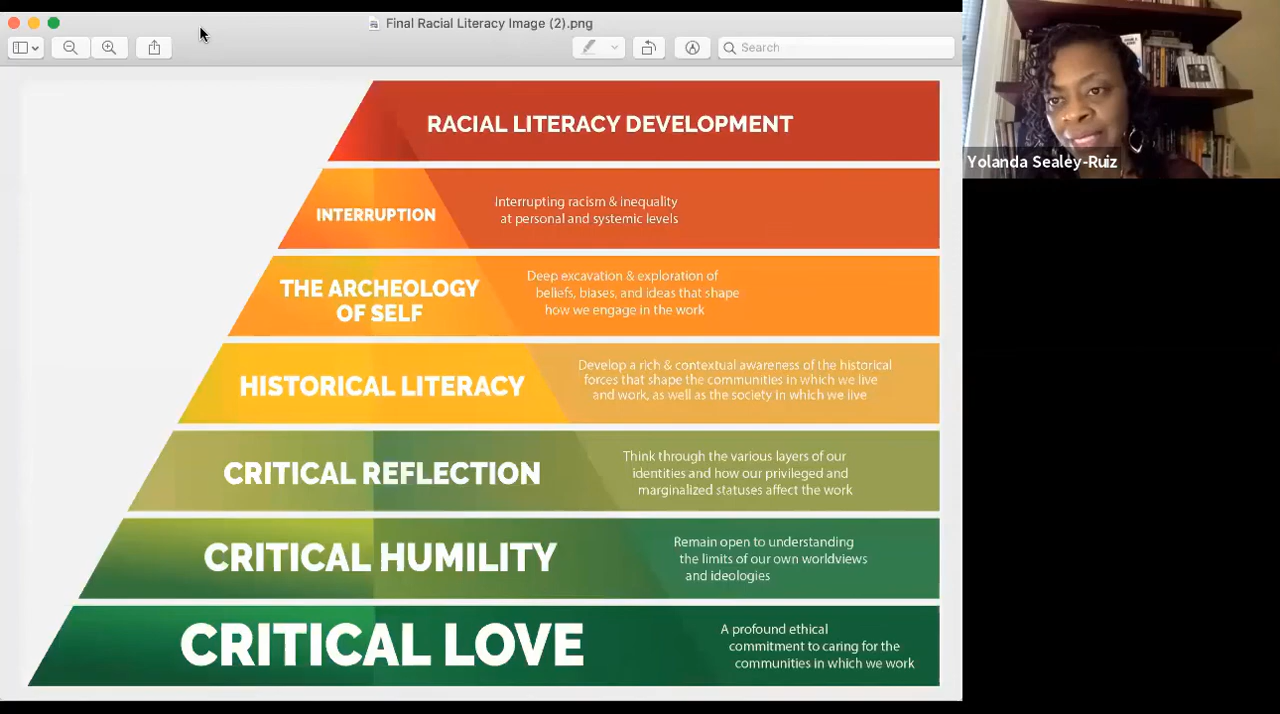 Final Racial Literacy Image (2).png
Search
Yolanda Sealey-Ruiz
RACIAL LITERACY DEVELOPMENT
INTERRUPTION
Interrupting racism & inequality
at personal and systemic levels
THE ARCHEOLOGY
OF SELF
Deep excavation & exploration of
beliefs, biases, and ideas that shape
how we engage in the work
HISTORICAL LITERACY
Develop a rich & contextual awareness of the historical
forces that shape the communities in which we live
and work, as well as the society in which we live
CRITICAL REFLECTION
Think through the various layers of our
identities and how our privileged and
marginalized statuses affect the work
CRITICAL HUMILITY
Remain open to understanding
the limits of our own worldviews
and ideologies
CRITICAL LOVE
A profound ethical
commitment to caring for the
communities in which we work